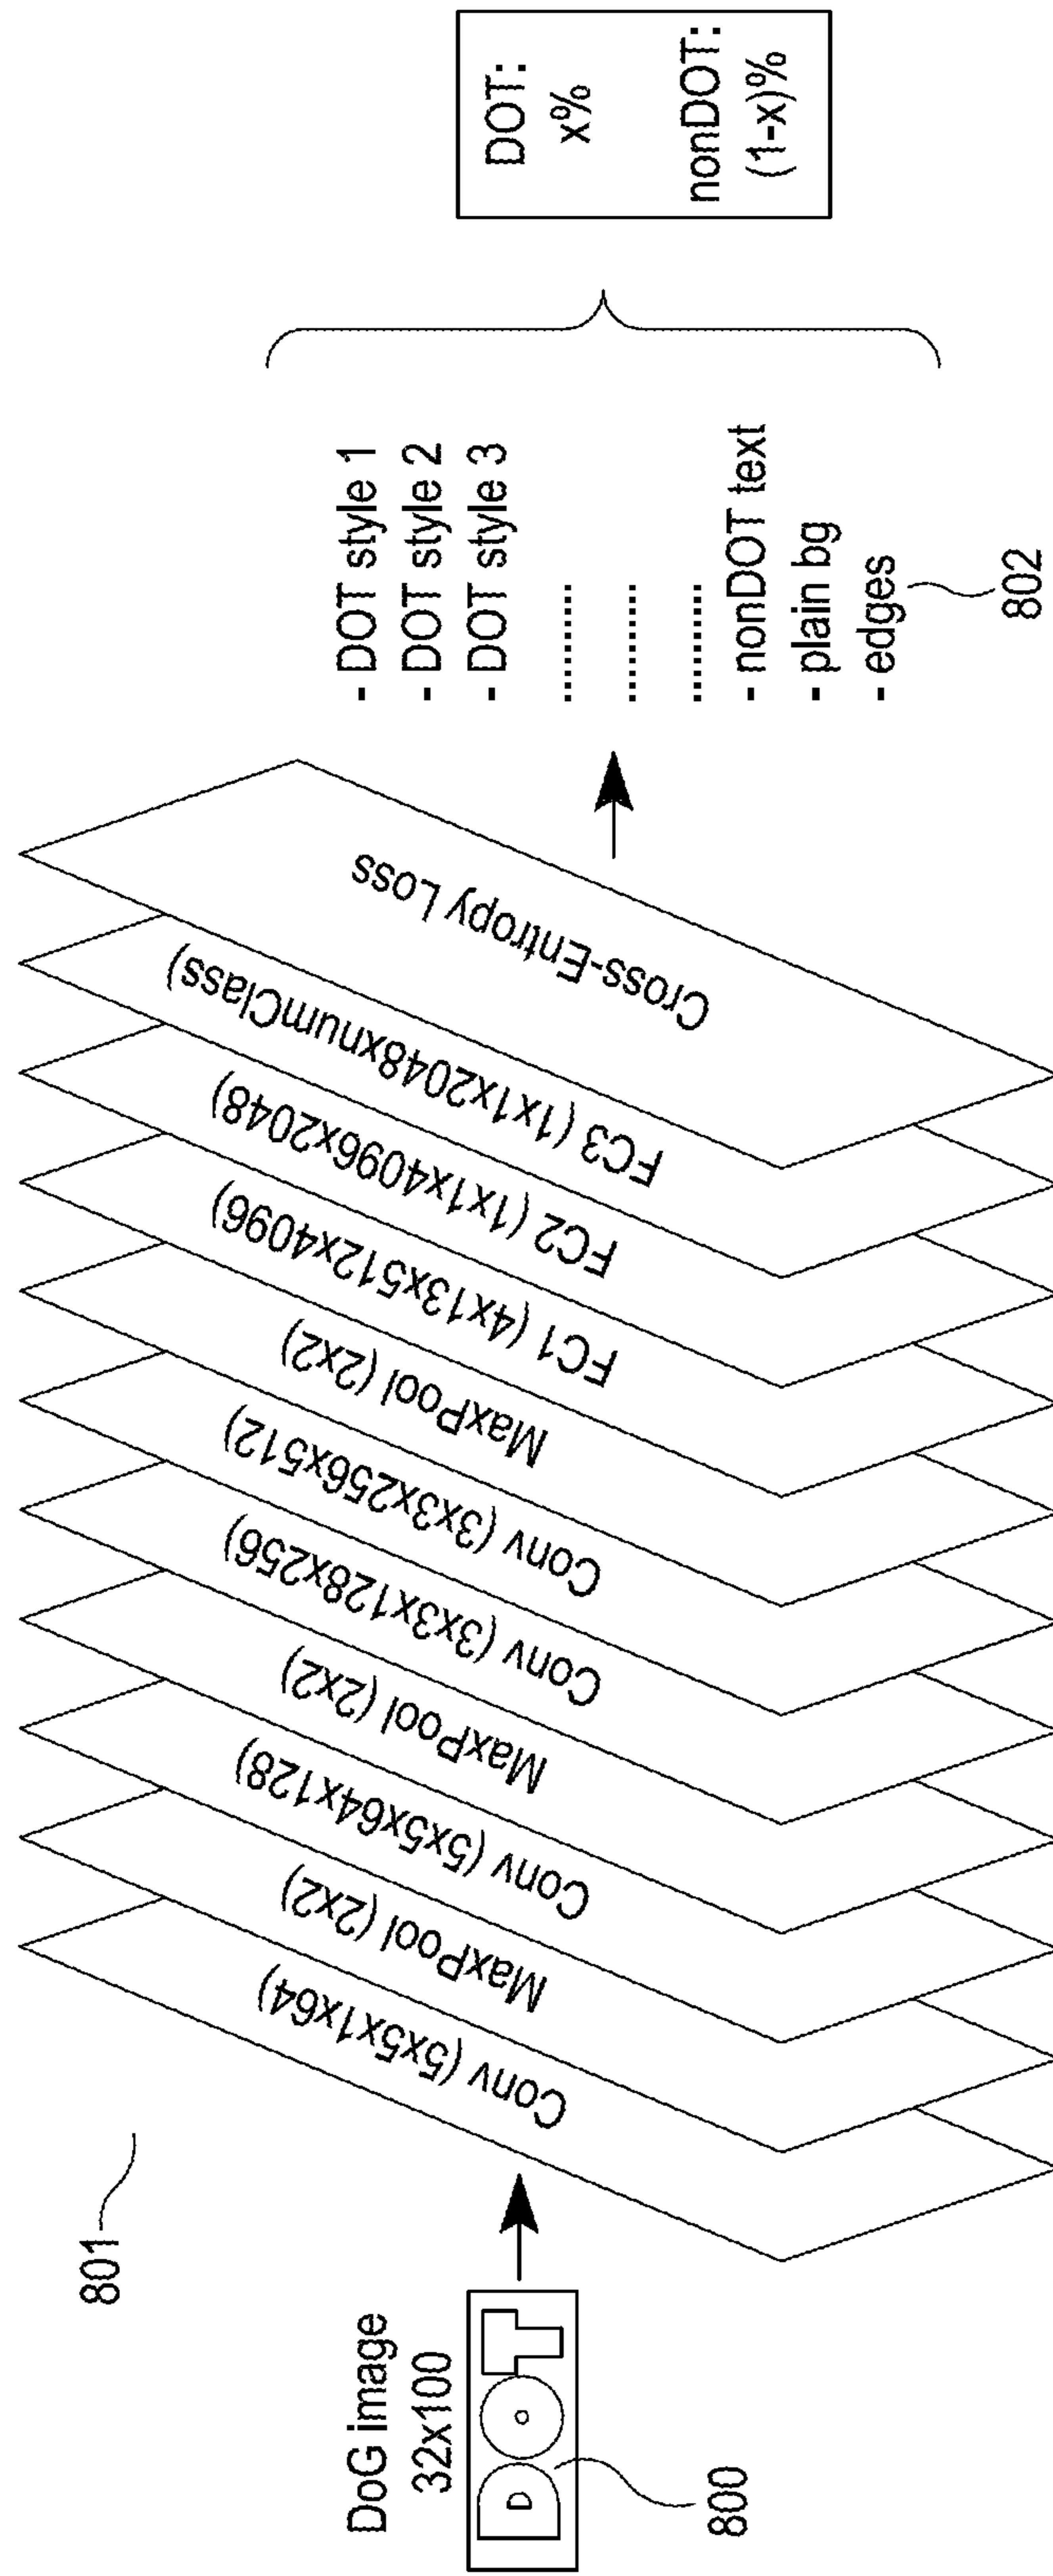 DoG image
32x100
DOT
800
801
Conv (5x5x1x64)
MaxPool (2x2)
Conv (5x5x64x128)
MaxPool (2x2)
Conv (3x3x128x256)
Conv (3x3x256x512)
MaxPool (2x2)
FC1 (4x13x512x4096)
FC2 (1x1x4096x2048)
FC3 (1x1x2048xnumClass)
Cross-Entropy Loss
- DOT style 1
- DOT style 2
- DOT style 3
..........
..........
..........
- nonDOT text
- plain bg
- edges
802
DOT:
x%
nonDOT:
(1-x)%